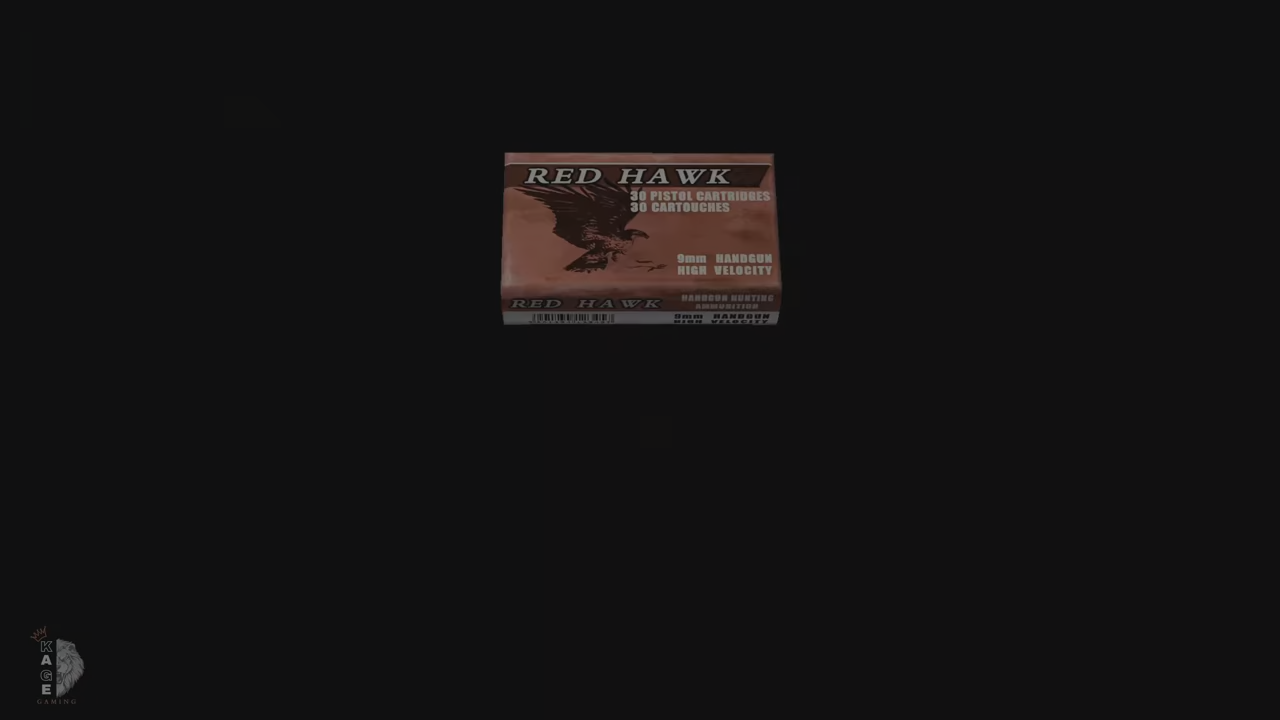 RED HAWK
30 PISTOL CARTRIDGES
30 CARTOUCHES
9mm HANDGUN
HIGH VELOCITY
RED HAWK
HANDGUN HUNTING
AMMUNITION
9mm HANDGUN
HIGH VELOCITY
KAGE
GAMING